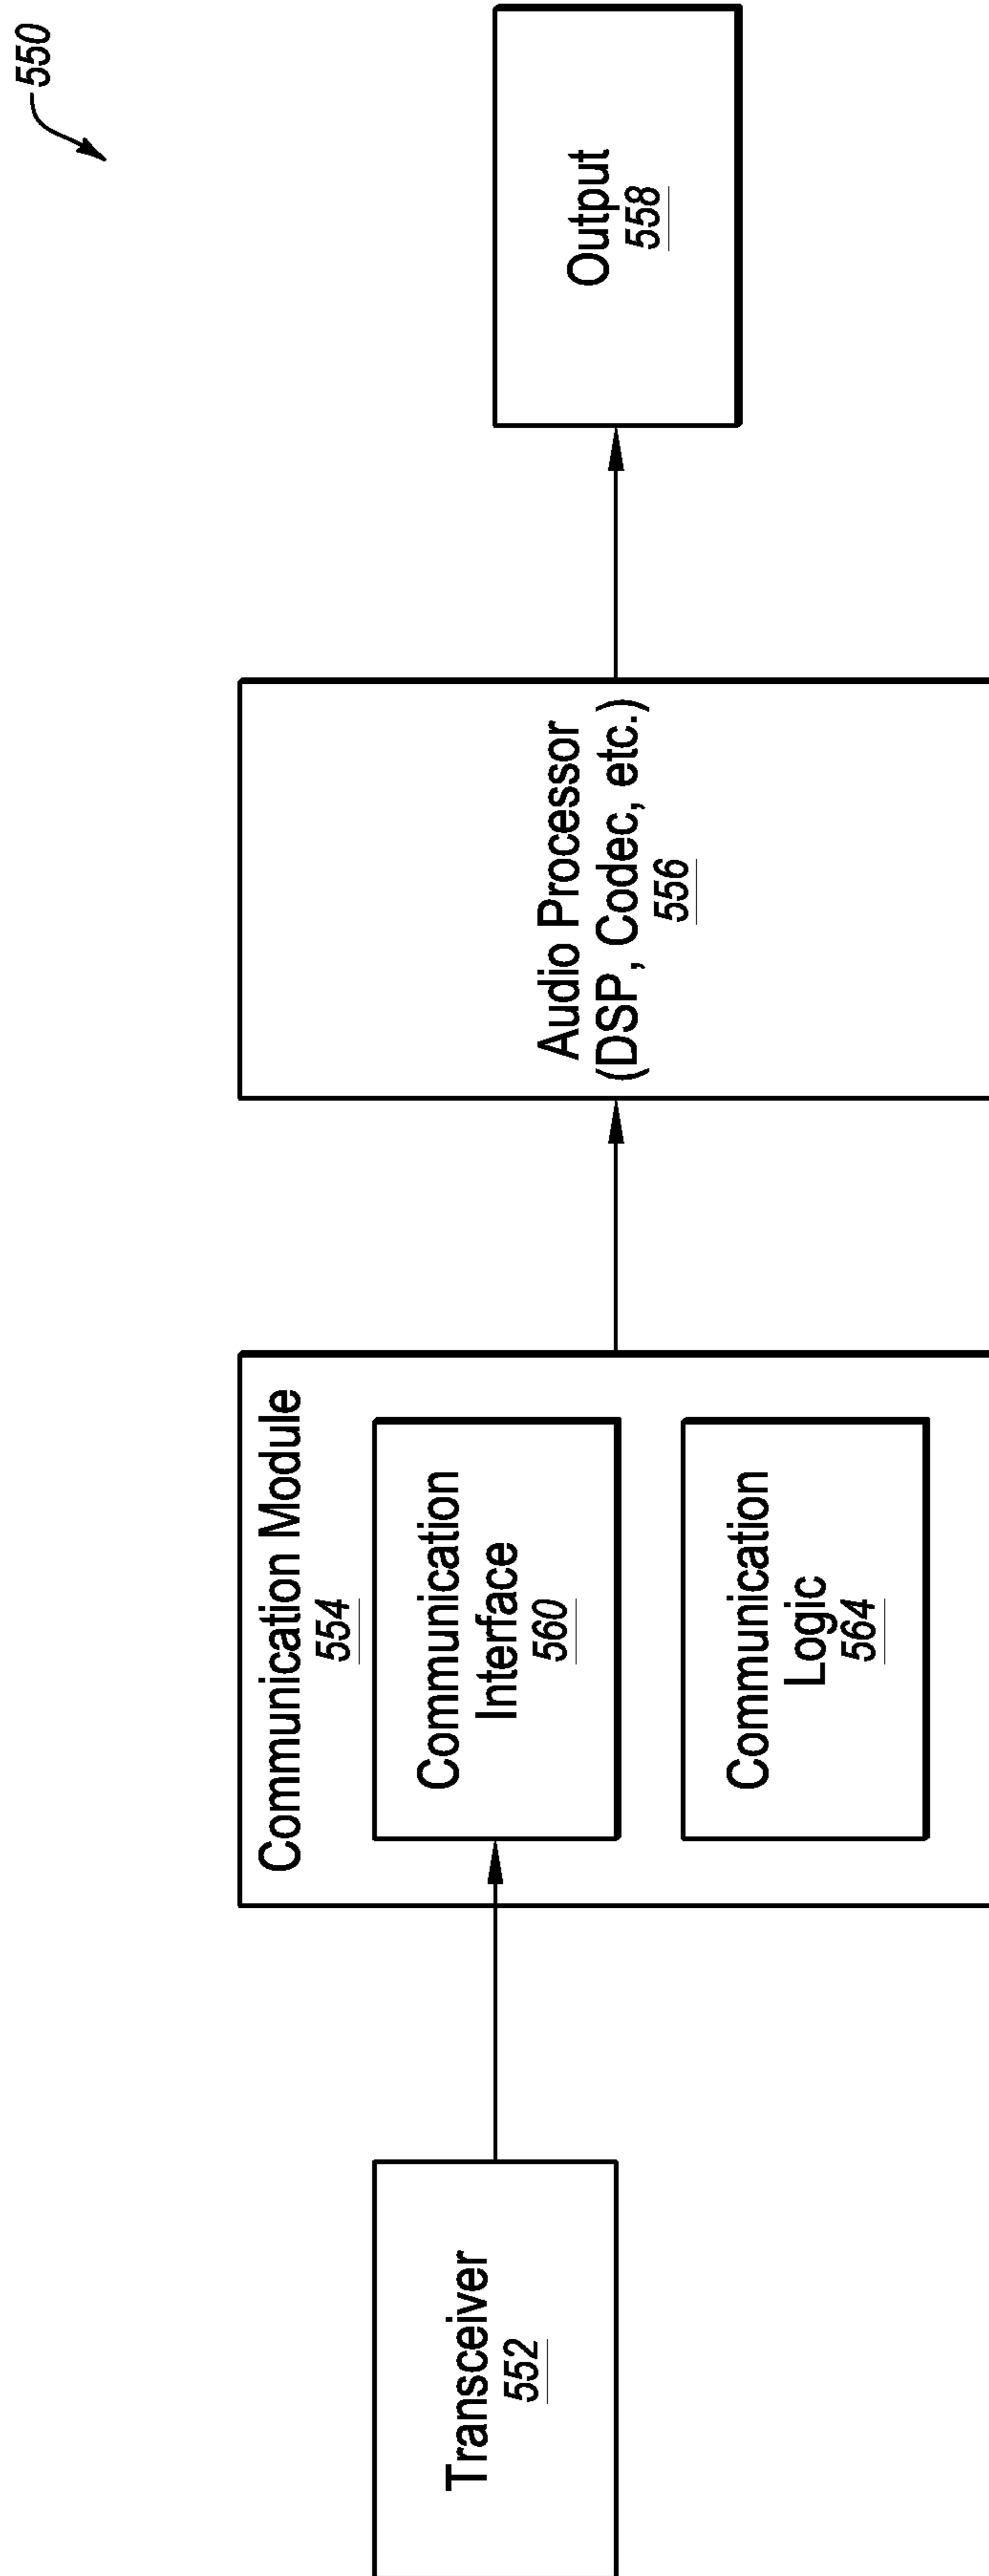 550
Transceiver
552
Communication Module
554
Communication
Interface
560
Communication
Logic
564
Audio Processor
(DSP, Codec, etc.)
556
Output
558